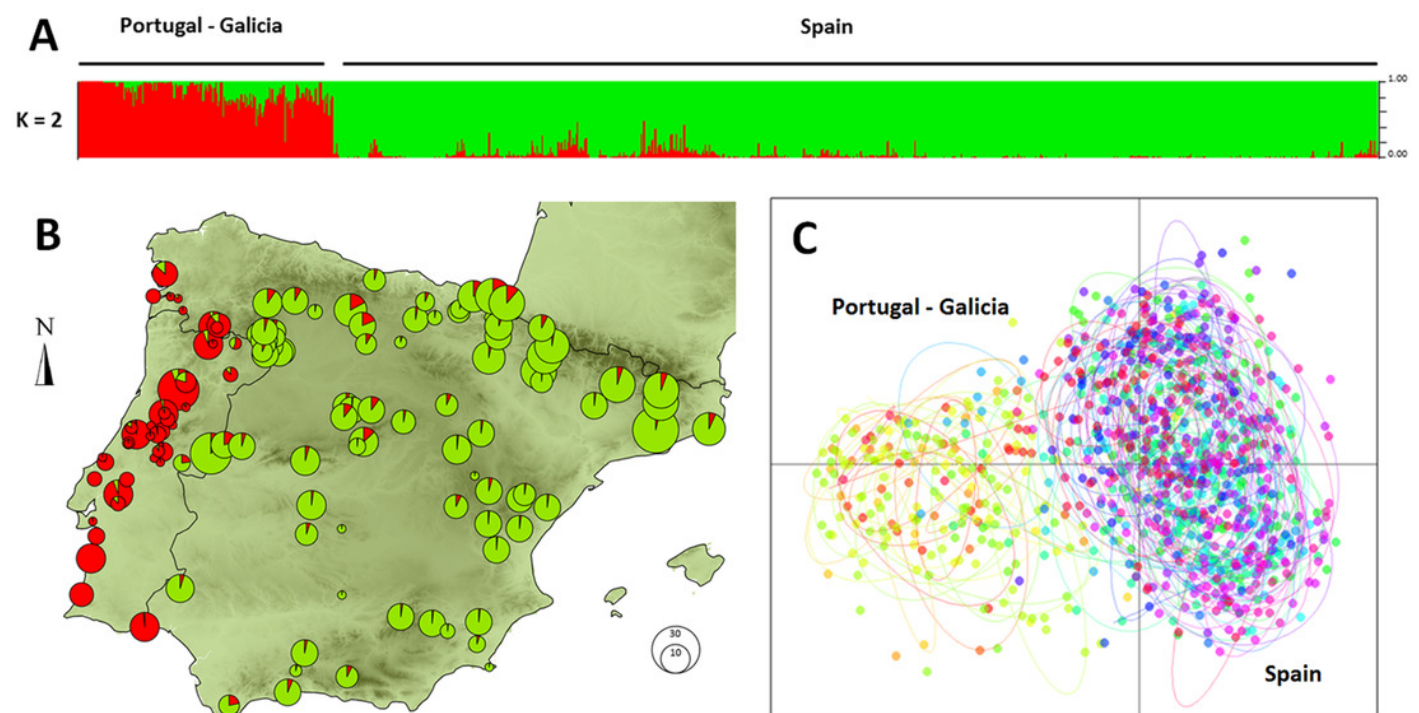 A
Portugal - Galicia
Spain
K = 2
1.00
0.00
B
N
30
10
C
Portugal - Galicia
Spain